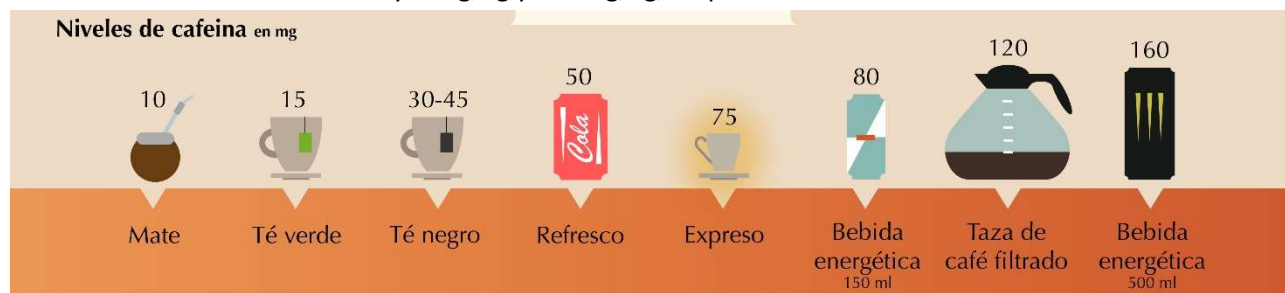 Niveles de cafeina en mg
10
15
30-45
50
75
80
120
160
Cola
Mate
Té verde
Té negro
Refresco
Expreso
Bebida
energética
150 ml
Taza de
café filtrado
Bebida
energética
500 ml